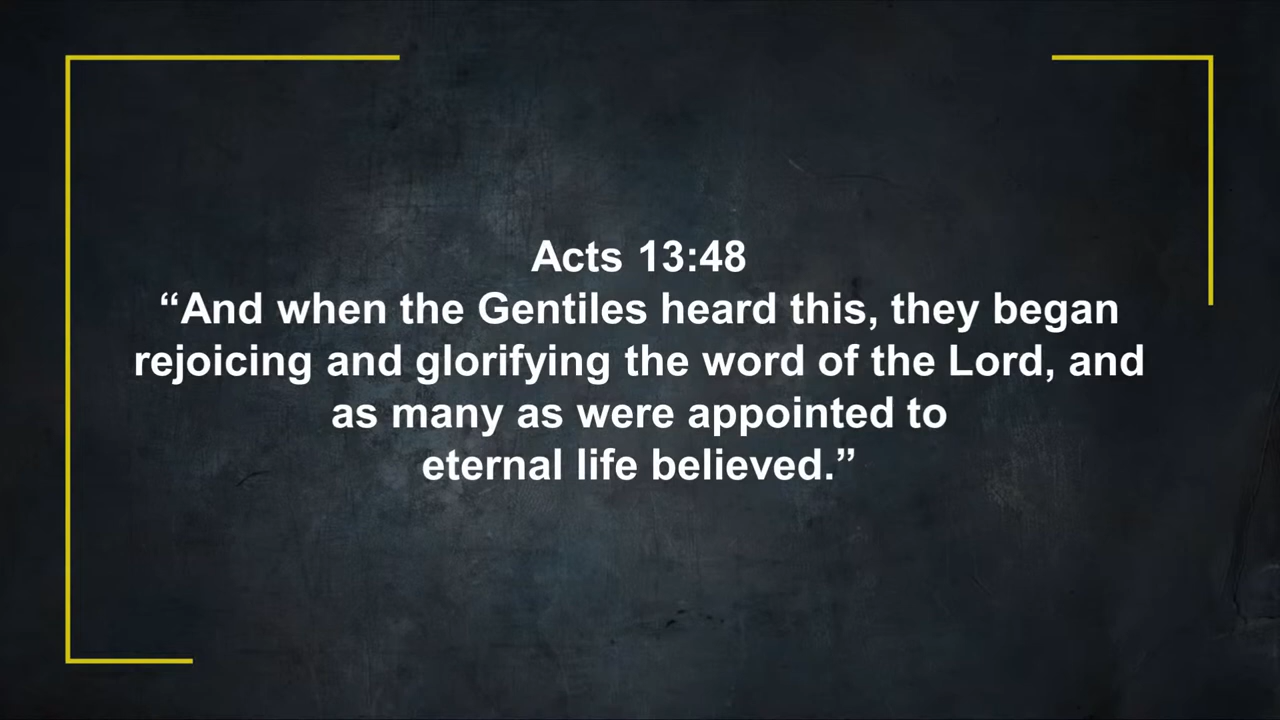 Acts 13:48
“And when the Gentiles heard this, they began
rejoicing and glorifying the word of the Lord, and
as many as were appointed to
eternal life believed.”